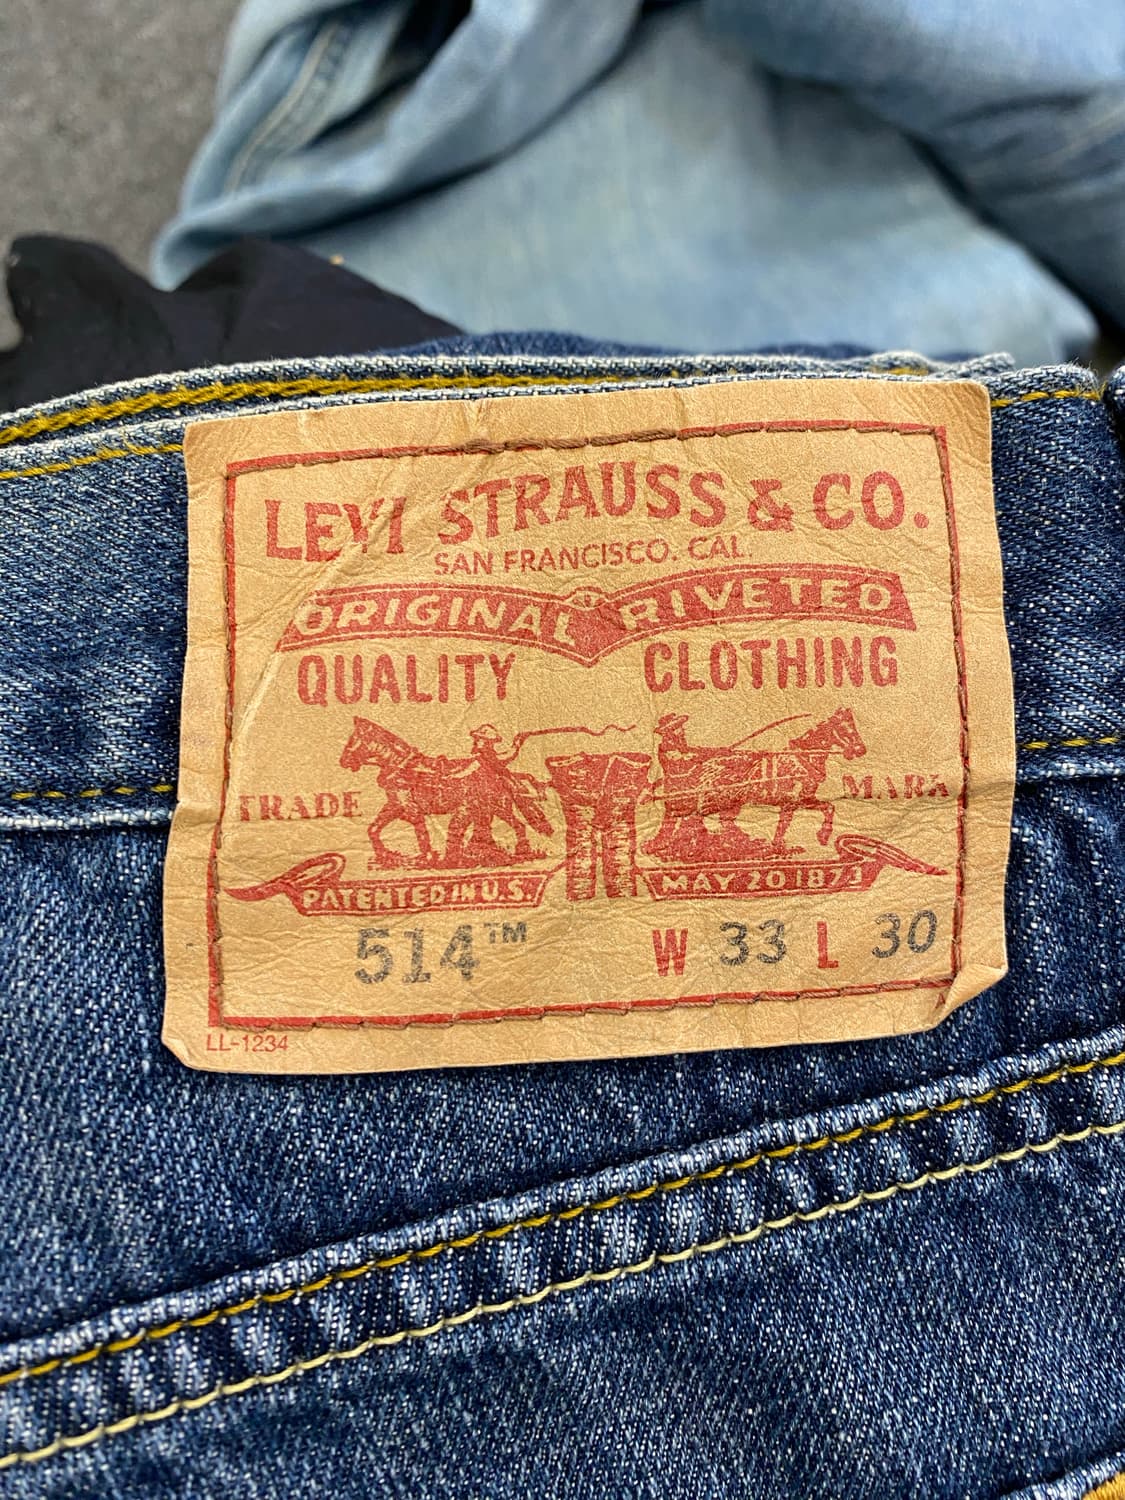 LEVI STRAUSS & CO.
SAN FRANCISCO. CAL.
ORIGINAL RIVETED
QUALITY CLOTHING
TRADE MARK
PATENTED IN U.S. MAY 20 1873
514™ W 33 L 30
LL-1234